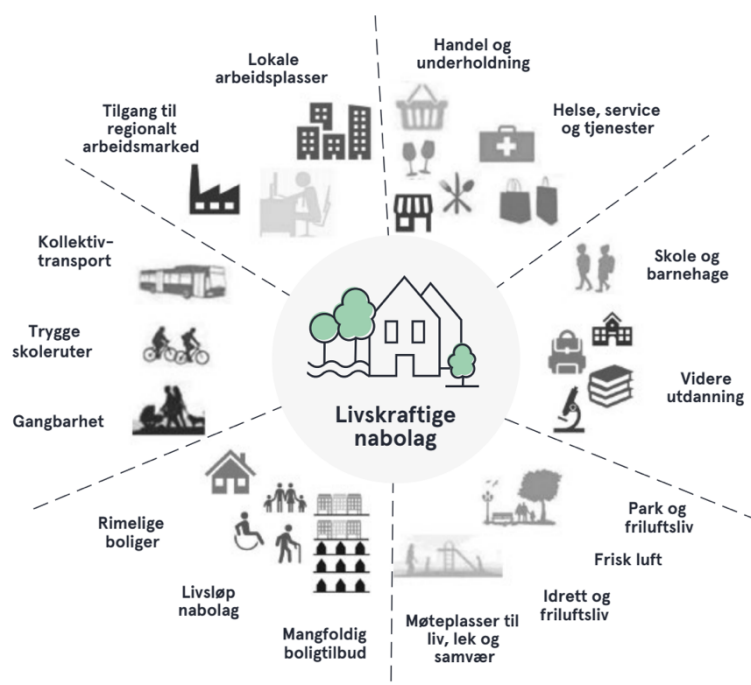 Lokale
arbeidsplasser
Handel og
underholdning
Tilgang til
regionalt
arbeidsmarked
Helse, service
og tjenester
Kollektiv-
transport
Skole og
barnehage
Trygge
skoleruter
Videre
utdanning
Gangbarhet
Livskraftige
nabolag
Rimelige
boliger
Park og
friluftsliv
Frisk luft
Livsløp
nabolag
Idrett og
friluftsliv
Mangfoldig
boligtilbud
Møteplasser til
liv, lek og
samvær